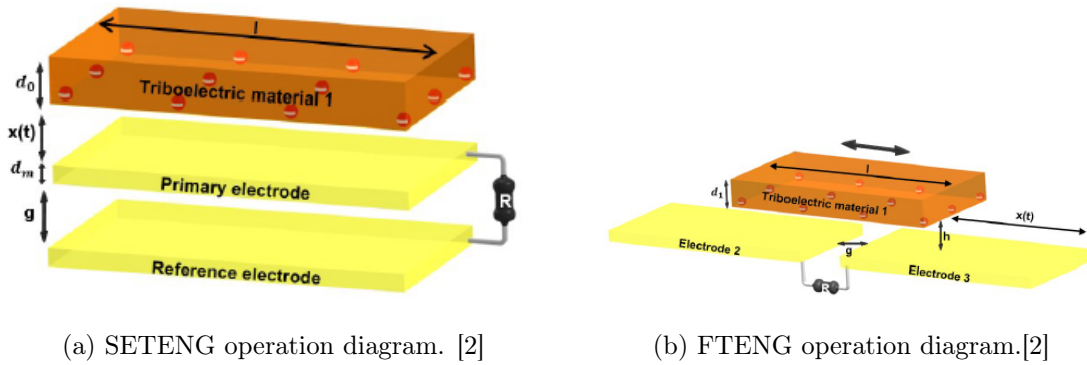 l
d₀
Triboelectric material 1
x(t)
dₘ
Primary electrode
R
g
Reference electrode
l
d₁
Triboelectric material 1
x(t)
h
Electrode 2
g
Electrode 3
R
(a) SETENG operation diagram. [2]
(b) FTENG operation diagram.[2]